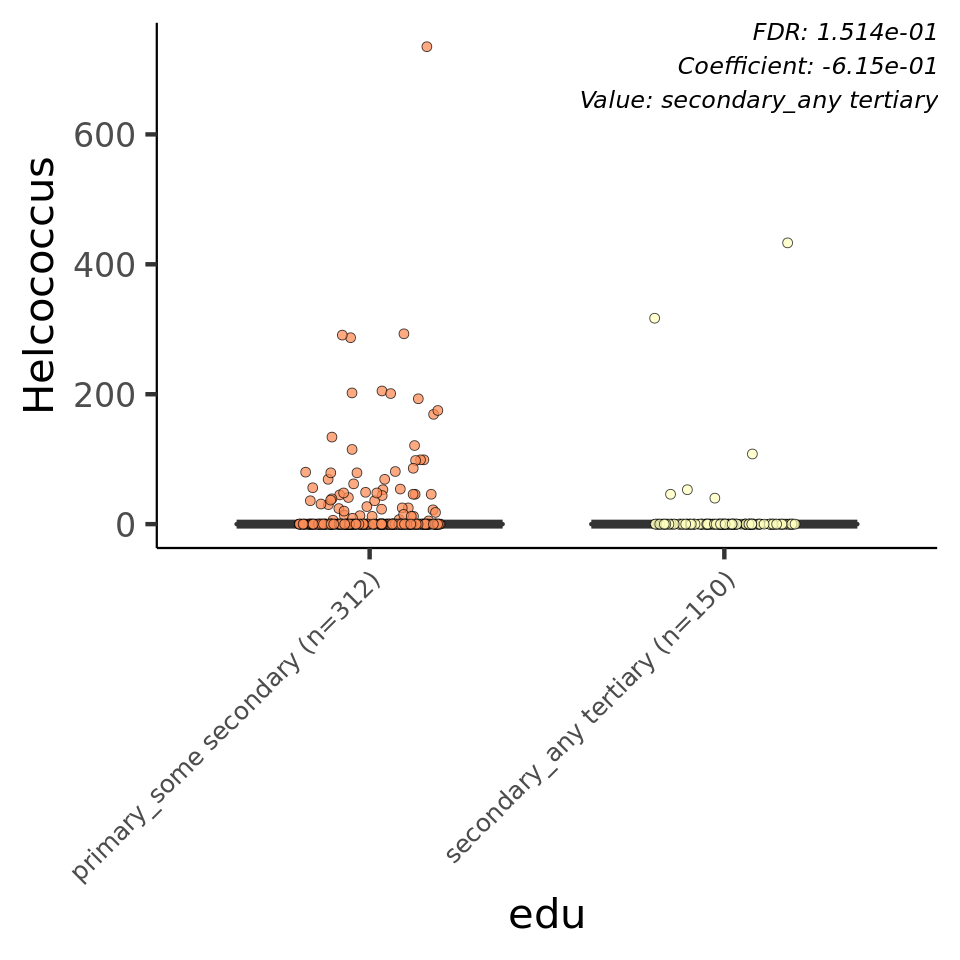 FDR: 1.514e-01
Coefficient: -6.15e-01
Value: secondary_any tertiary
600
400
200
0
Helcococcus
primary_some secondary (n=312)
secondary_any tertiary (n=150)
edu